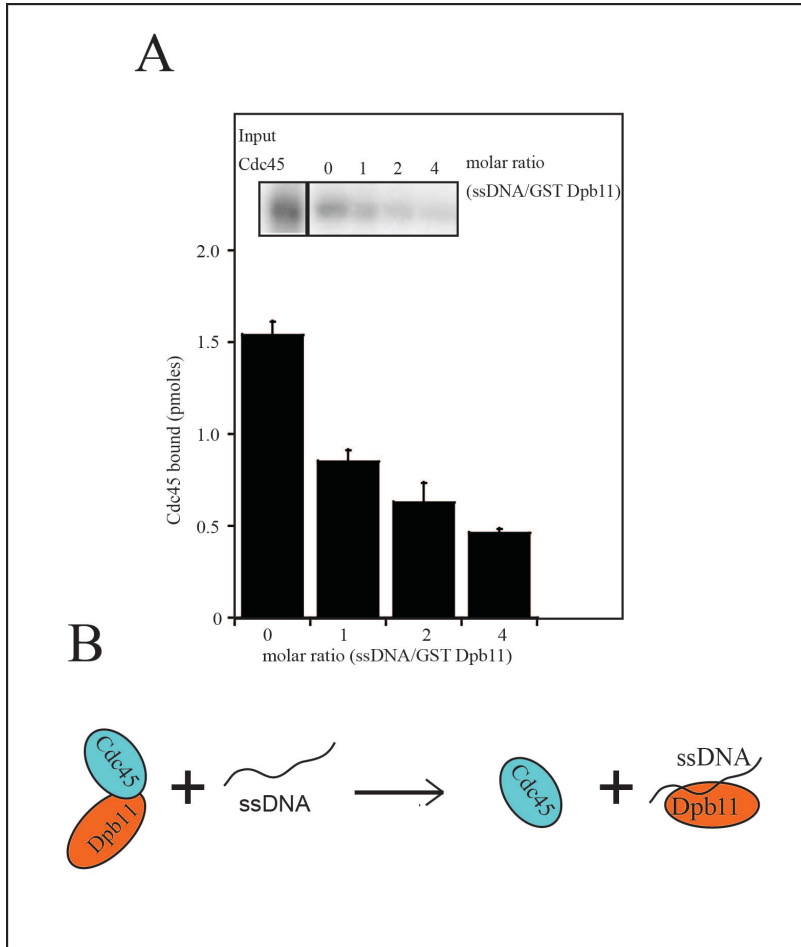 A
Input
Cdc45
0 1 2 4
molar ratio
(ssDNA/GST Dpb11)
2.0
1.5
1.0
0.5
0
Cdc45 bound (pmoles)
0 1 2 4
molar ratio (ssDNA/GST Dpb11)
B
Cdc45
Dpb11
+
ssDNA
Cdc45
+
ssDNA
Dpb11